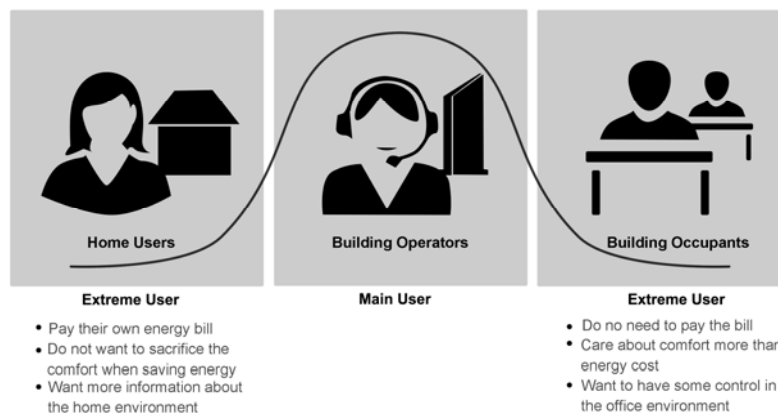 Home Users
Building Operators
Building Occupants
Extreme User
Main User
Extreme User
• Pay their own energy bill
• Do not want to sacrifice the
comfort when saving energy
• Want more information about
the home environment
• Do no need to pay the bill
• Care about comfort more than
energy cost
• Want to have some control in
the office environment